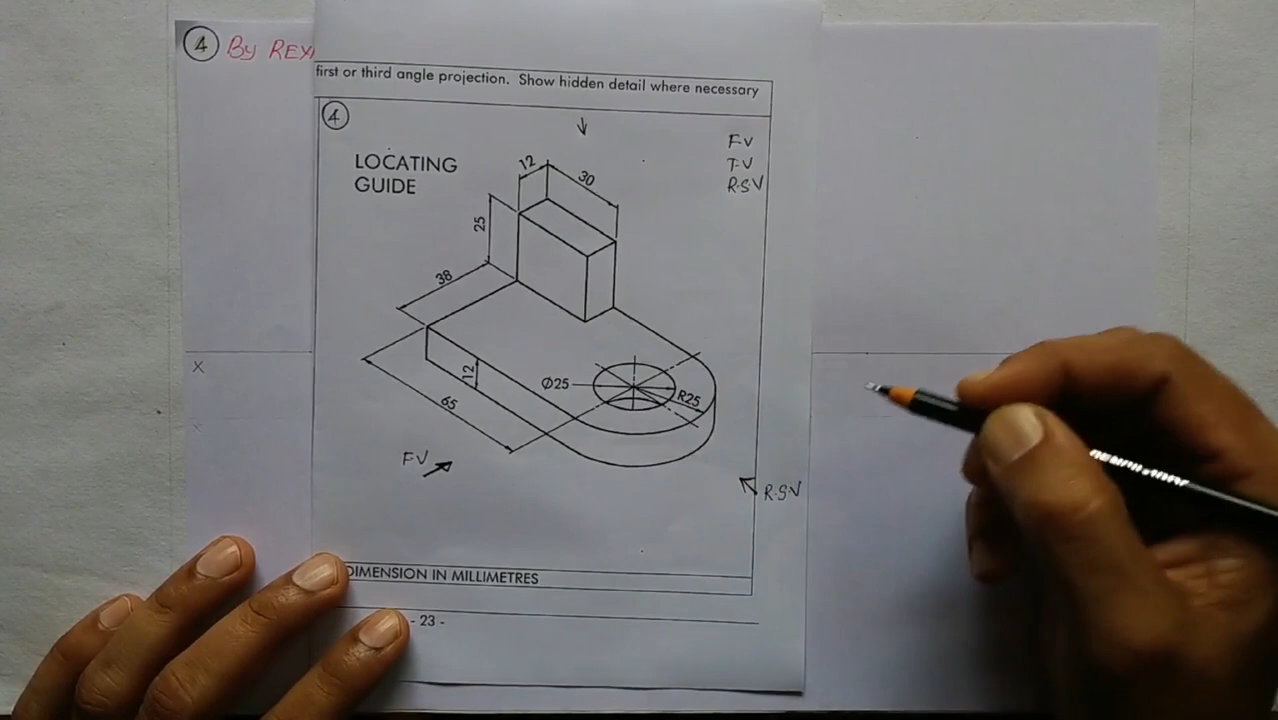 4 By REX
first or third angle projection. Show hidden detail where necessary
4
LOCATING
GUIDE
F.V
T.V
R.S.V
12
30
25
38
12
65
Ø25
R25
F.V
R.S.V
DIMENSION IN MILLIMETRES
- 23 -
X
X